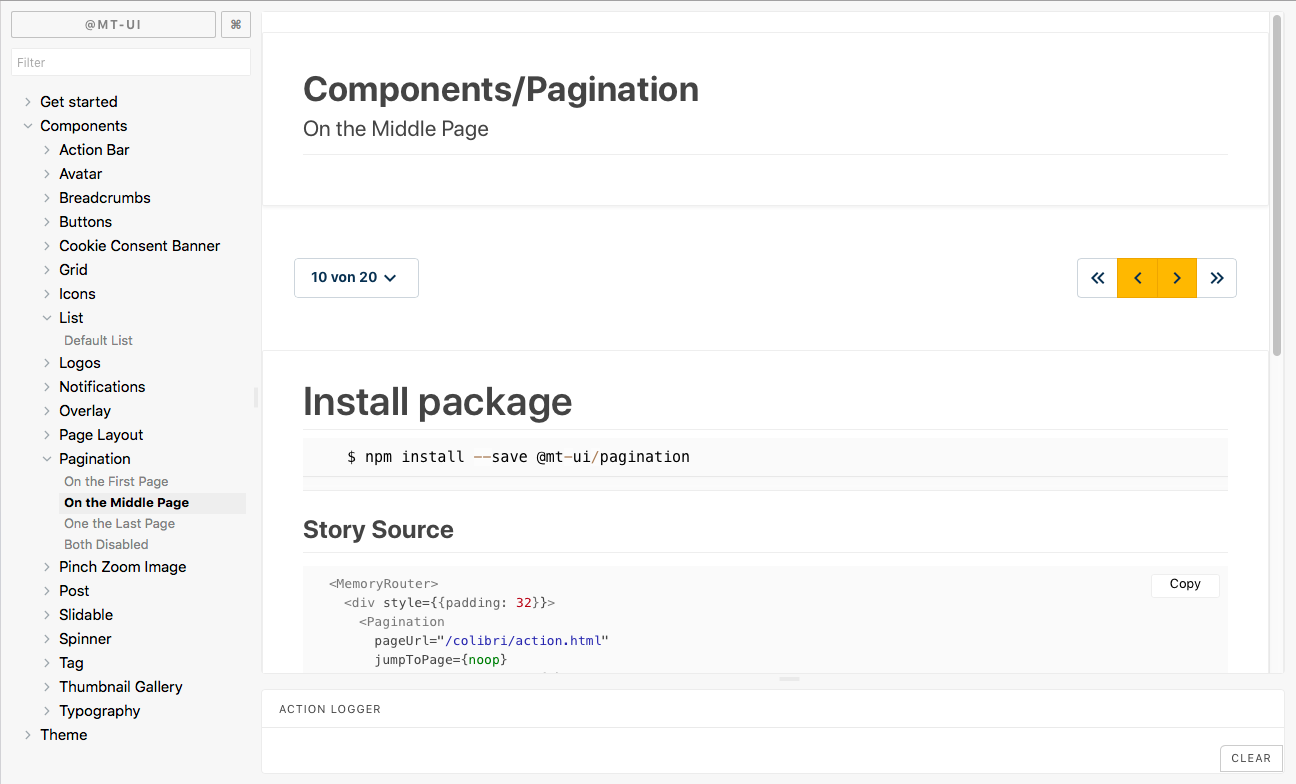 @MT-UI
⌘
Filter
Get started
Components
Action Bar
Avatar
Breadcrumbs
Buttons
Cookie Consent Banner
Grid
Icons
List
Default List
Logos
Notifications
Overlay
Page Layout
Pagination
On the First Page
On the Middle Page
One the Last Page
Both Disabled
Pinch Zoom Image
Post
Slidable
Spinner
Tag
Thumbnail Gallery
Typography
Theme
Components/Pagination
On the Middle Page
10 von 20
Install package
$ npm install --save @mt-ui/pagination
Story Source
Copy
<MemoryRouter>
<div style={{padding: 32}}>
<Pagination
pageUrl="/colibri/action.html"
jumpToPage={noop}
ACTION LOGGER
CLEAR